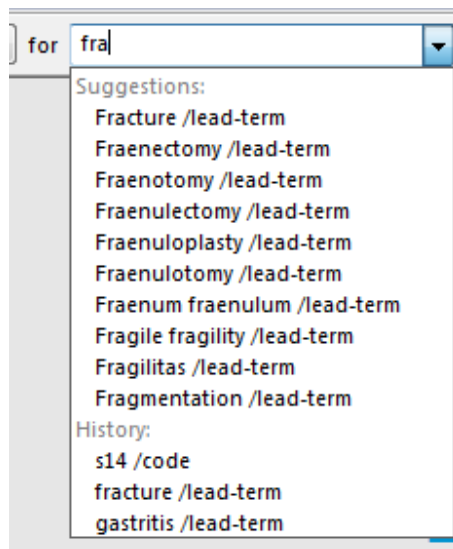 for fra
Suggestions:
Fracture /lead-term
Fraenectomy /lead-term
Fraenotomy /lead-term
Fraenulectomy /lead-term
Fraenuloplasty /lead-term
Fraenulotomy /lead-term
Fraenum fraenulum /lead-term
Fragile fragility /lead-term
Fragilitas /lead-term
Fragmentation /lead-term
History:
s14 /code
fracture /lead-term
gastritis /lead-term